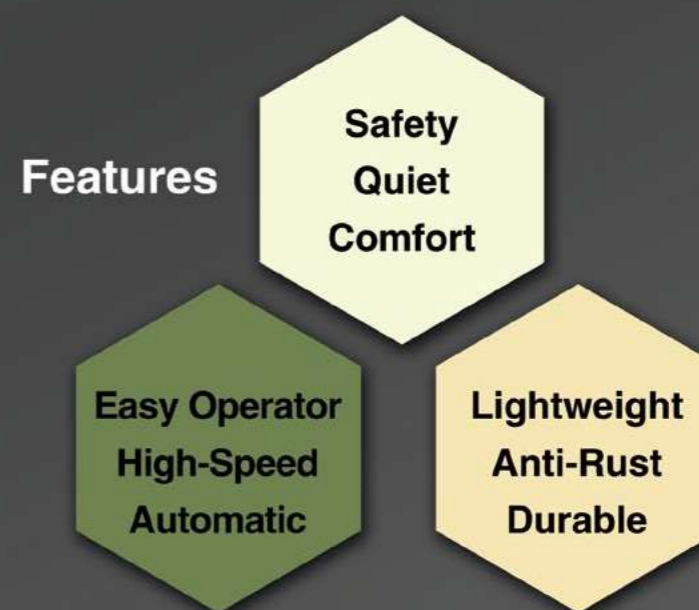 Features
Safety
Quiet
Comfort
Easy Operator
High-Speed
Automatic
Lightweight
Anti-Rust
Durable